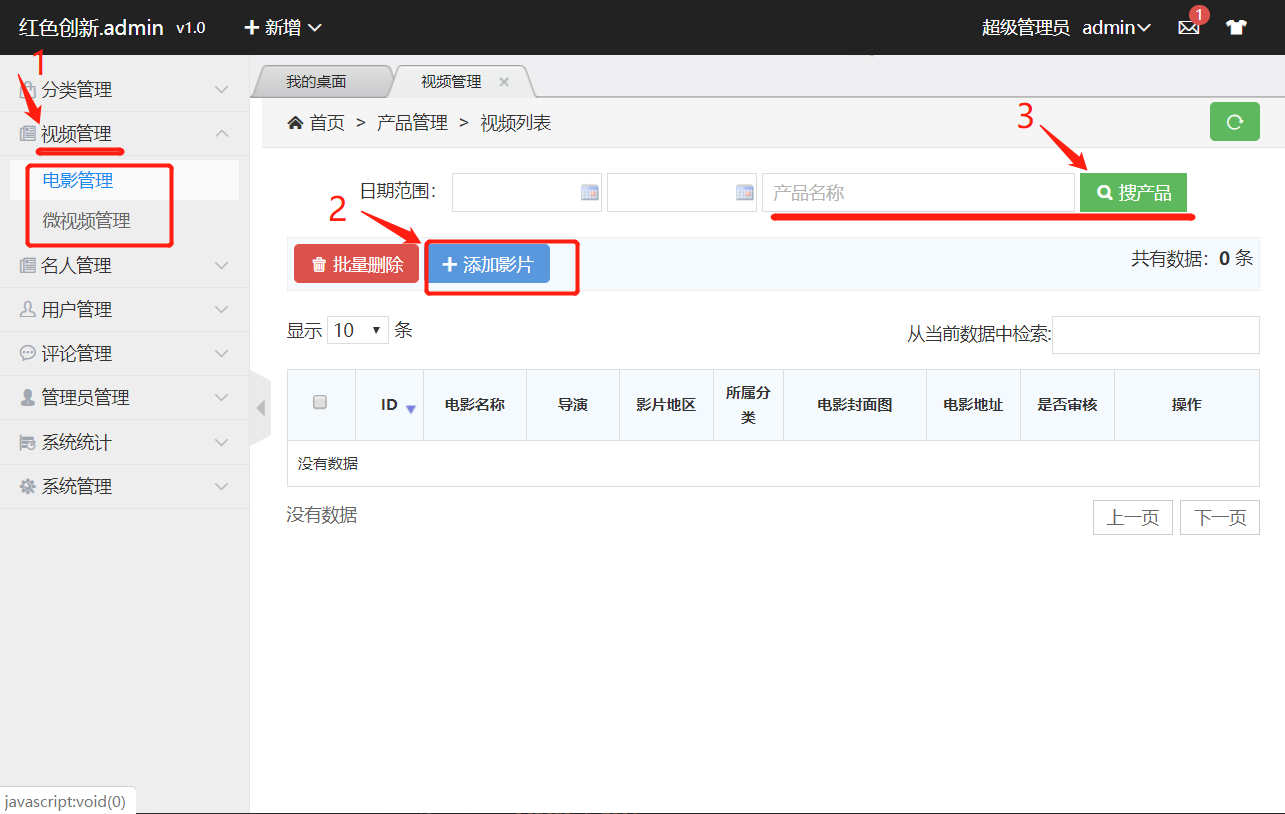 红色创新.admin v1.0 新增 超级管理员 admin 1
1
分类管理
视频管理
电影管理
微视频管理
名人管理
用户管理
评论管理
管理员管理
系统统计
系统管理
我的桌面 视频管理
首页 > 产品管理 > 视频列表
3
日期范围: 产品名称 搜产品
2
批量删除 添加影片 共有数据：0 条
显示 10 条 从当前数据中检索:
ID 电影名称 导演 影片地区 所属分类 电影封面图 电影地址 是否审核 操作
没有数据
没有数据 上一页 下一页
javascript:void(0)